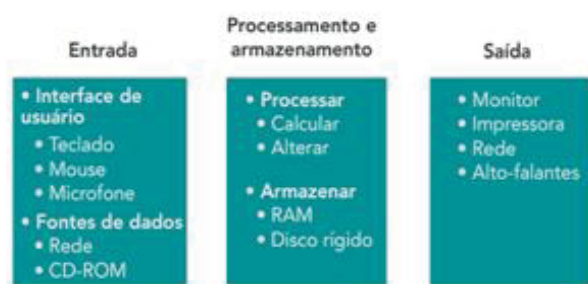 Entrada
• Interface de
usuário
• Teclado
• Mouse
• Microfone
• Fontes de dados
• Rede
• CD-ROM
Processamento e
armazenamento
• Processar
• Calcular
• Alterar
• Armazenar
• RAM
• Disco rígido
Saída
• Monitor
• Impressora
• Rede
• Alto-falantes